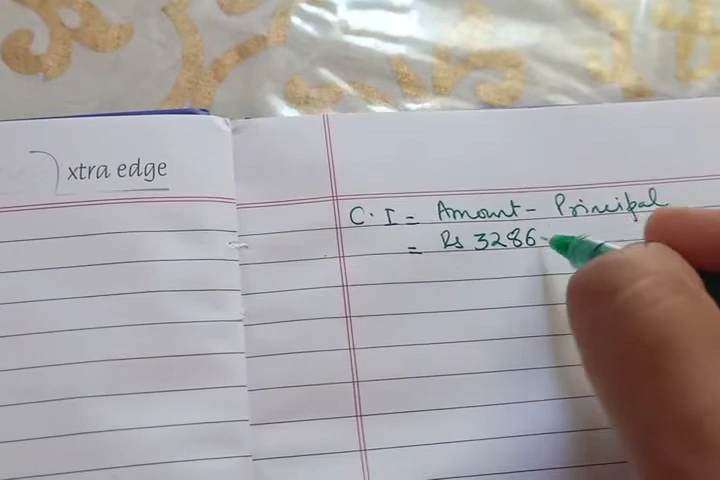 xtra edge
C. I = Amount - Principal
= Rs 3286